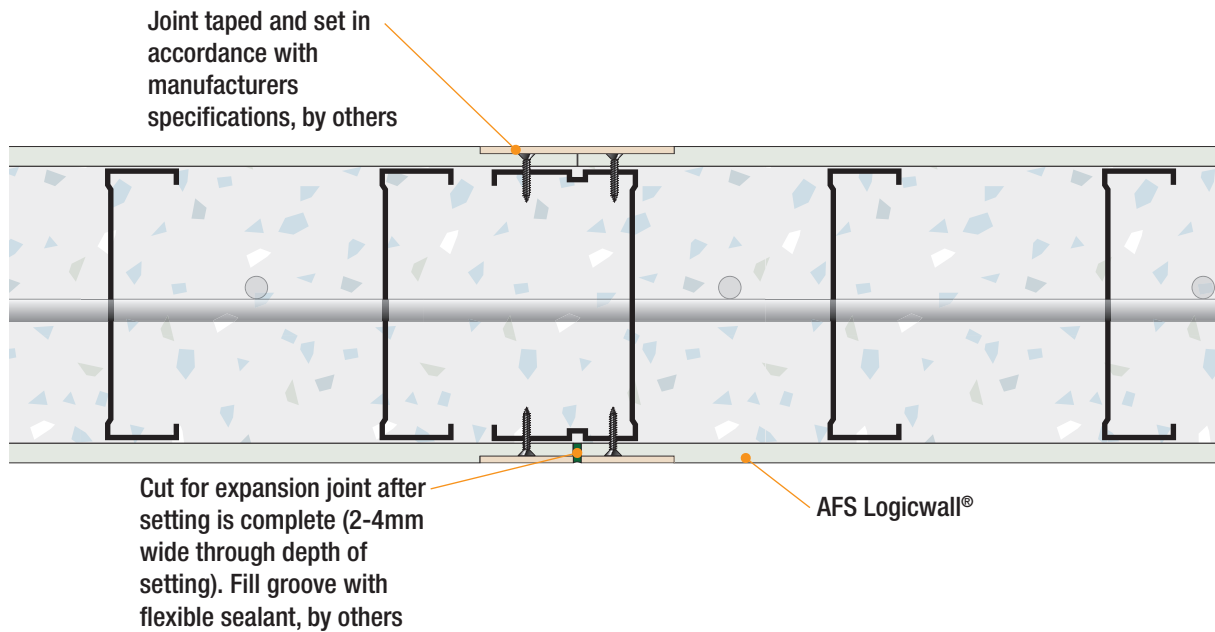 Joint taped and set in
accordance with
manufacturers
specifications, by others
Cut for expansion joint after
setting is complete (2-4mm
wide through depth of
setting). Fill groove with
flexible sealant, by others
AFS Logicwall®